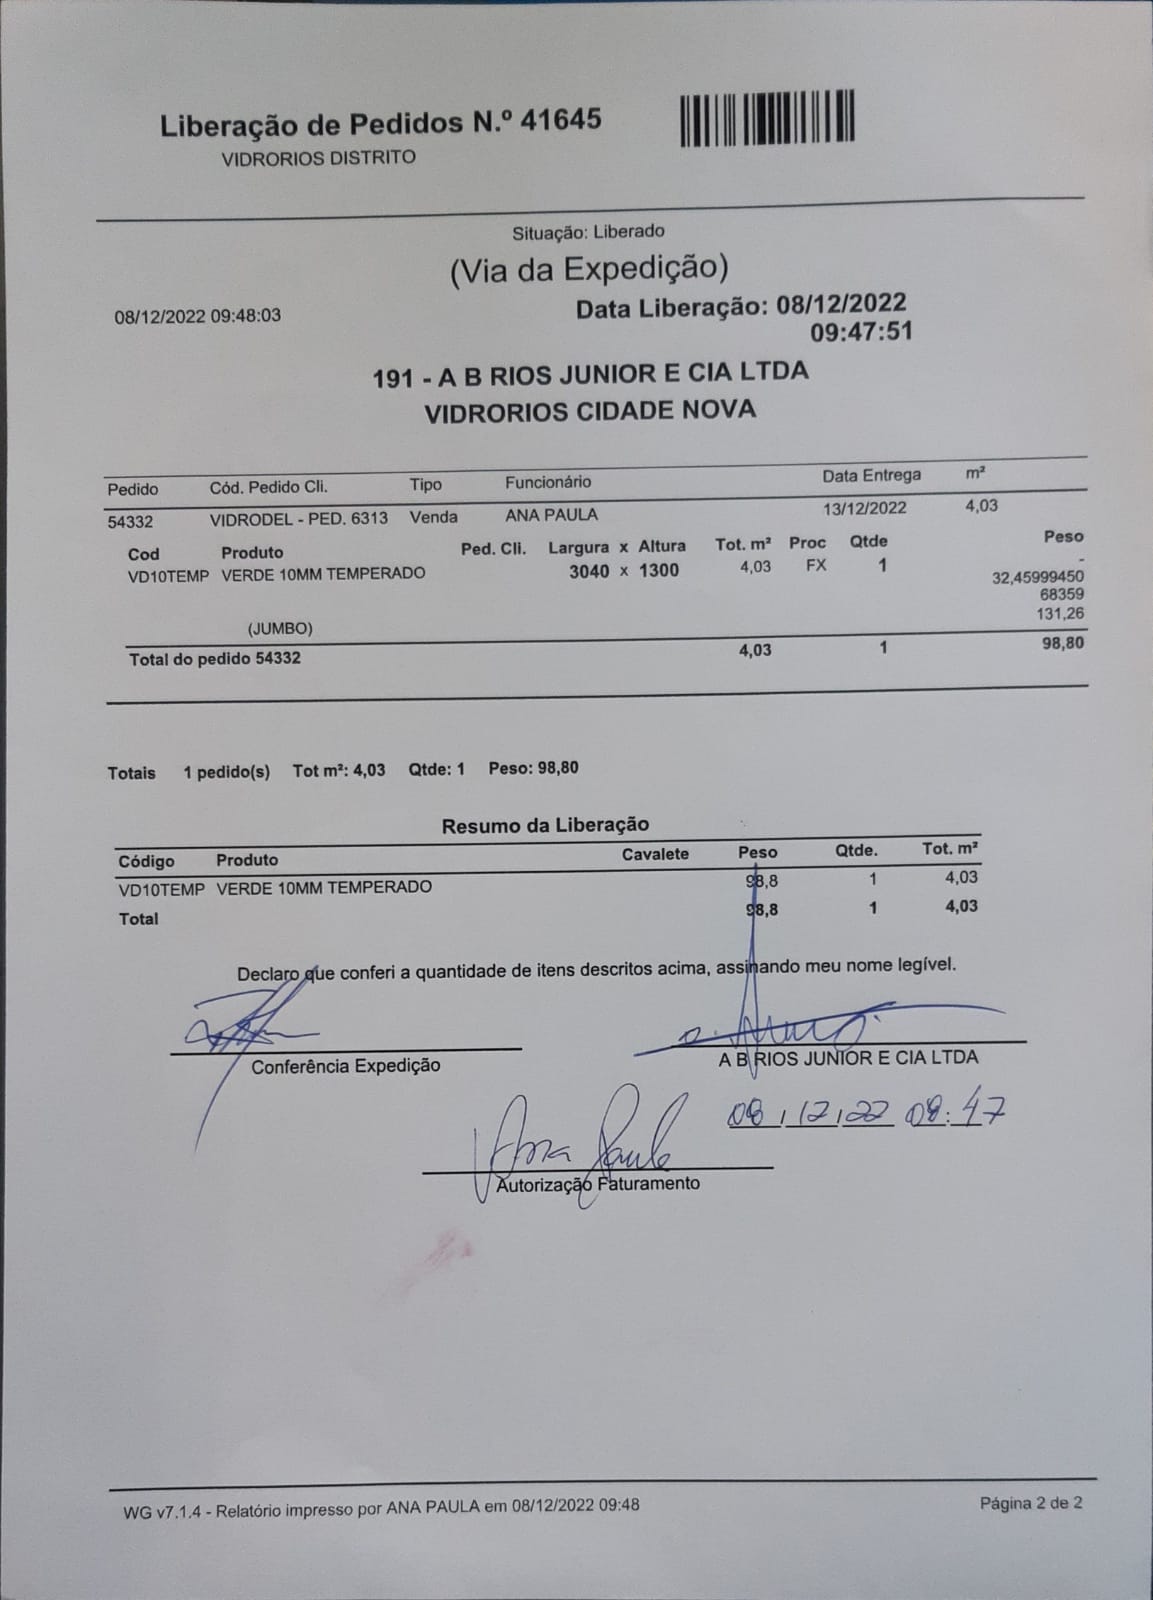 Liberação de Pedidos N.º 41645
VIDRORIOS DISTRITO
Situação: Liberado
(Via da Expedição)
08/12/2022 09:48:03
Data Liberação: 08/12/2022
09:47:51
191 - A B RIOS JUNIOR E CIA LTDA
VIDRORIOS CIDADE NOVA
Pedido Cód. Pedido Cli. Tipo Funcionário Data Entrega m²
54332 VIDRODEL - PED. 6313 Venda ANA PAULA 13/12/2022 4,03
Cod Produto Ped. Cli. Largura x Altura Tot. m² Proc Qtde Peso
VD10TEMP VERDE 10MM TEMPERADO 3040 x 1300 4,03 FX 1 -
32,45999450
68359
131,26
(JUMBO)
Total do pedido 54332 4,03 1 98,80
Totais 1 pedido(s) Tot m²: 4,03 Qtde: 1 Peso: 98,80
Resumo da Liberação
Código Produto Cavalete Peso Qtde. Tot. m²
VD10TEMP VERDE 10MM TEMPERADO 98,8 1 4,03
Total 98,8 1 4,03
Declaro que conferi a quantidade de itens descritos acima, assinando meu nome legível.
Conferência Expedição
A B RIOS JUNIOR E CIA LTDA
08/12/22 09:47
Ana Paula
Autorização Faturamento
WG v7.1.4 - Relatório impresso por ANA PAULA em 08/12/2022 09:48
Página 2 de 2